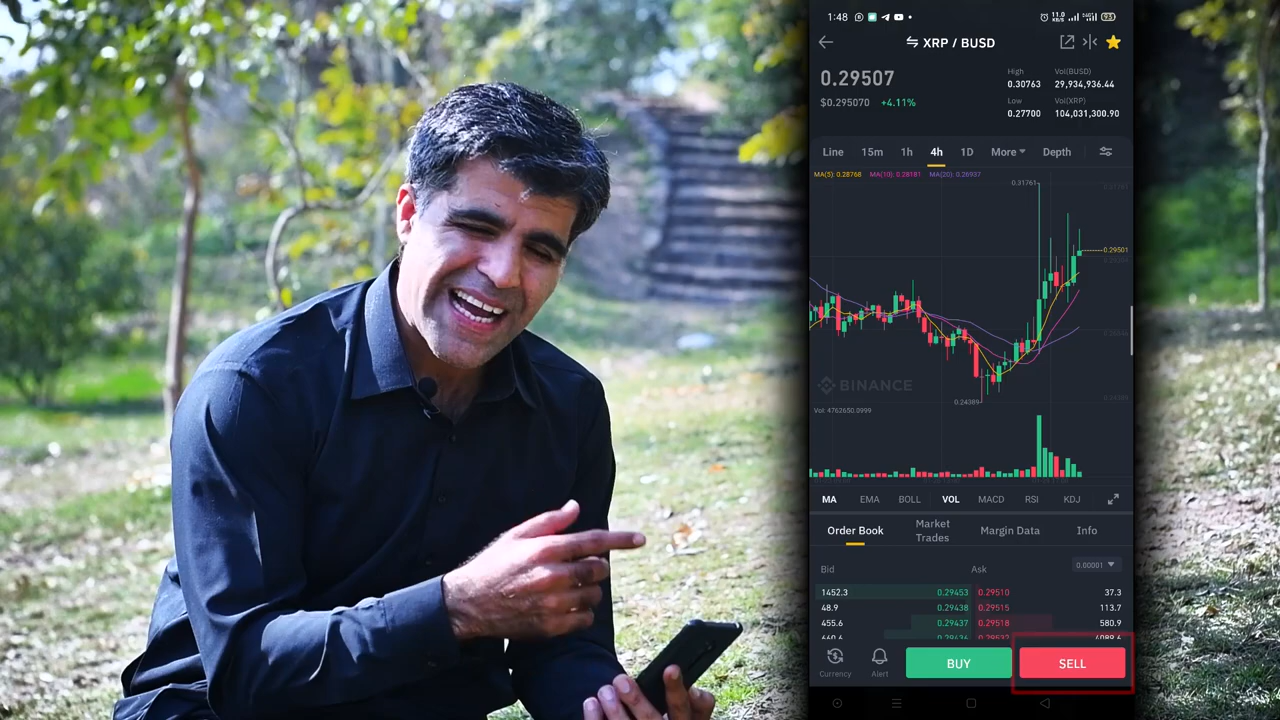 1:48
11.0
KB/S
93
XRP / BUSD
0.29507
$0.295070 +4.11%
High
0.30763
Vol(BUSD)
29,934,936.44
Low
0.27700
Vol(XRP)
104,031,300.90
Line 15m 1h 4h 1D More Depth
MA(5): 0.28768 MA(10): 0.28181 MA(20): 0.26937
0.31761
0.29501
BINANCE
0.24389
Vol: 4762650.0999
MA EMA BOLL VOL MACD RSI KDJ
Order Book Market Trades Margin Data Info
Bid Ask 0.00001
1452.3 0.29453 0.29510 37.3
48.9 0.29438 0.29515 113.7
455.6 0.29437 0.29518 580.9
Currency Alert BUY SELL